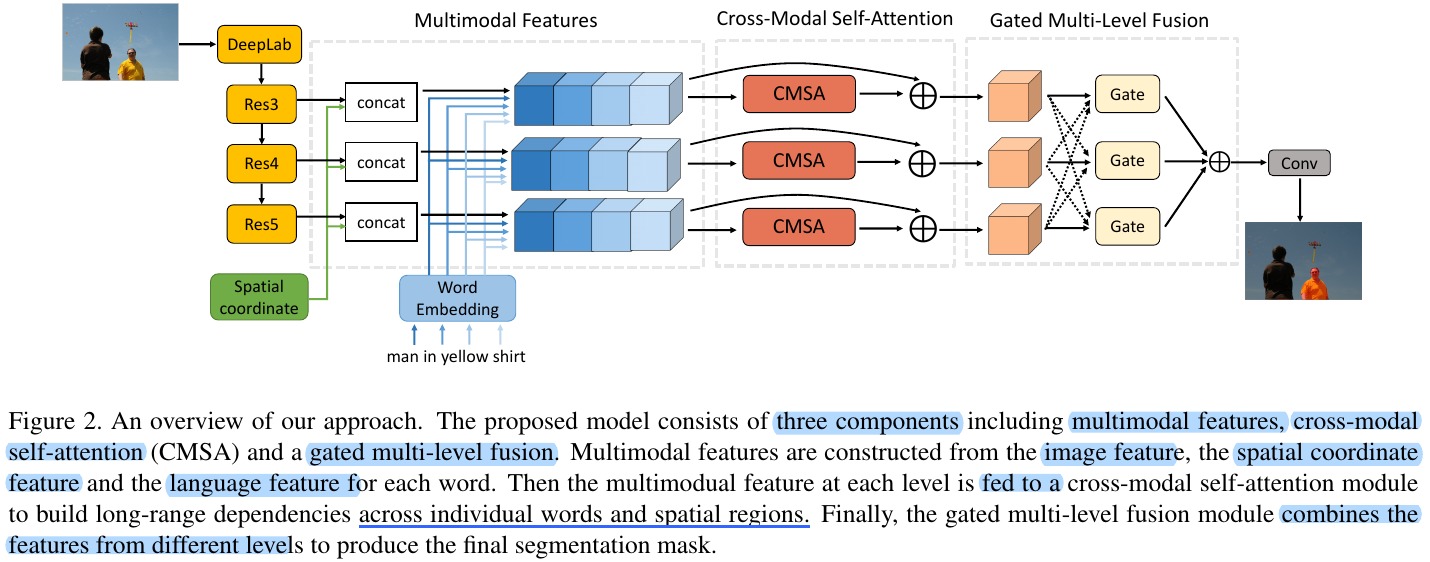 Multimodal Features
Cross-Modal Self-Attention
Gated Multi-Level Fusion
DeepLab
Res3
Res4
Res5
concat
concat
concat
CMSA
CMSA
CMSA
Gate
Gate
Gate
Conv
Spatial
coordinate
Word
Embedding
man in yellow shirt
Figure 2. An overview of our approach. The proposed model consists of three components including multimodal features, cross-modal
self-attention (CMSA) and a gated multi-level fusion. Multimodal features are constructed from the image feature, the spatial coordinate
feature and the language feature for each word. Then the multimodual feature at each level is fed to a cross-modal self-attention module
to build long-range dependencies across individual words and spatial regions. Finally, the gated multi-level fusion module combines the
features from different levels to produce the final segmentation mask.